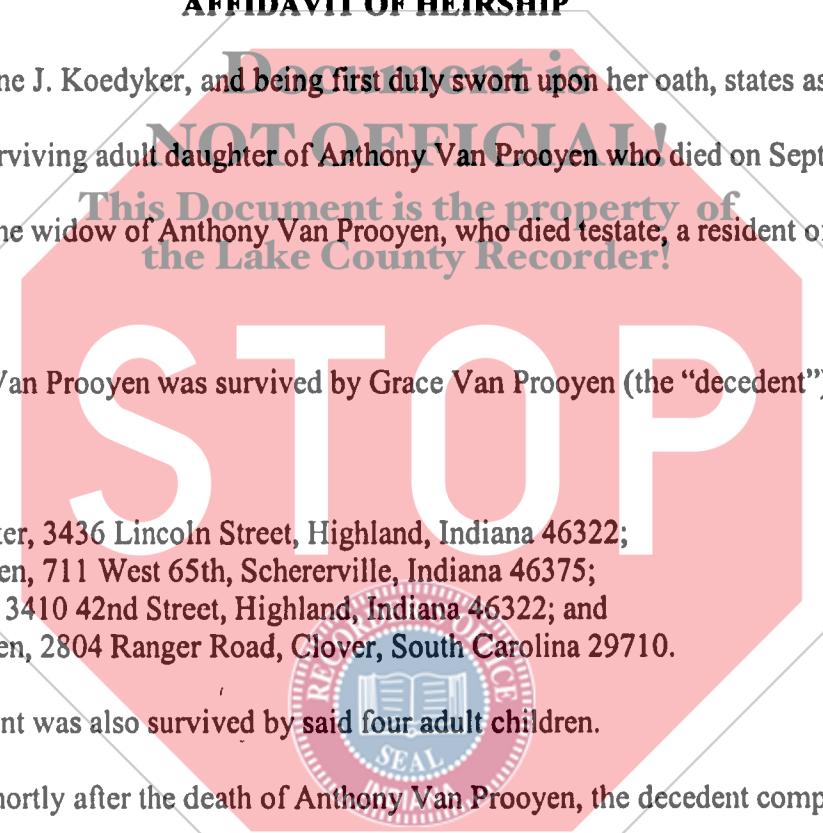 AFFIDAVIT OF HEIRSHIP
Document is
ne J. Koedyker, and being first duly sworn upon her oath, states as
NOT OFFICIAL!
rviving adult daughter of Anthony Van Prooyen who died on Sept
This Document is the property of
ne widow of Anthony Van Prooyen, who died testate, a resident o
the Lake County Recorder!
STOP
Van Prooyen was survived by Grace Van Prooyen (the “decedent”)
er, 3436 Lincoln Street, Highland, Indiana 46322;
en, 711 West 65th, Schererville, Indiana 46375;
3410 42nd Street, Highland, Indiana 46322; and
en, 2804 Ranger Road, Clover, South Carolina 29710.
nt was also survived by said four adult children.
SEAL
hortly after the death of Anthony Van Prooyen, the decedent comp